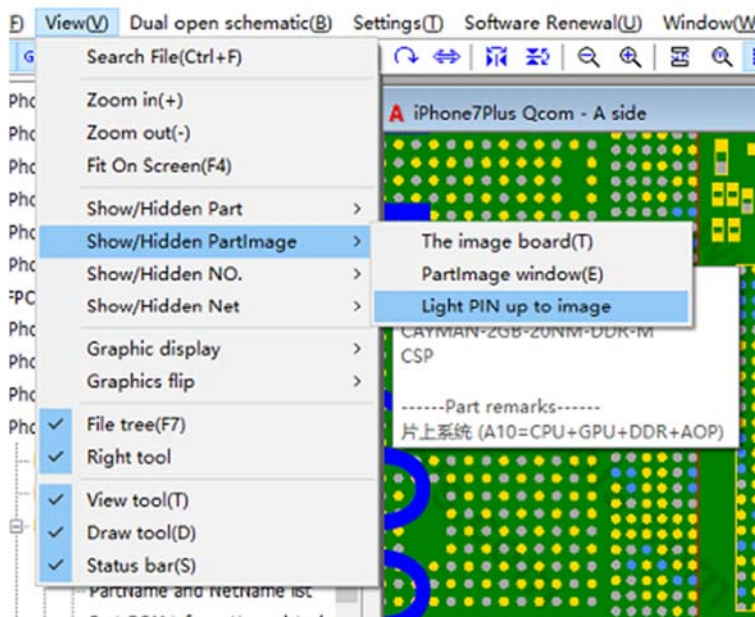 View(V) Dual open schematic(B) Settings(T) Software Renewal(U) Window(W
Search File(Ctrl+F)
Zoom in(+)
Zoom out(-)
Fit On Screen(F4)
Show/Hidden Part
Show/Hidden PartImage
Show/Hidden NO.
Show/Hidden Net
Graphic display
Graphics flip
File tree(F7)
Right tool
View tool(T)
Draw tool(D)
Status bar(S)
PartName and NetName list
A iPhone7Plus Qcom - A side
The image board(T)
PartImage window(E)
Light PIN up to image
CAYMAN-2GB-20NM-DDR-M
CSP
------Part remarks------
片上系统 (A10=CPU+GPU+DDR+AOP)